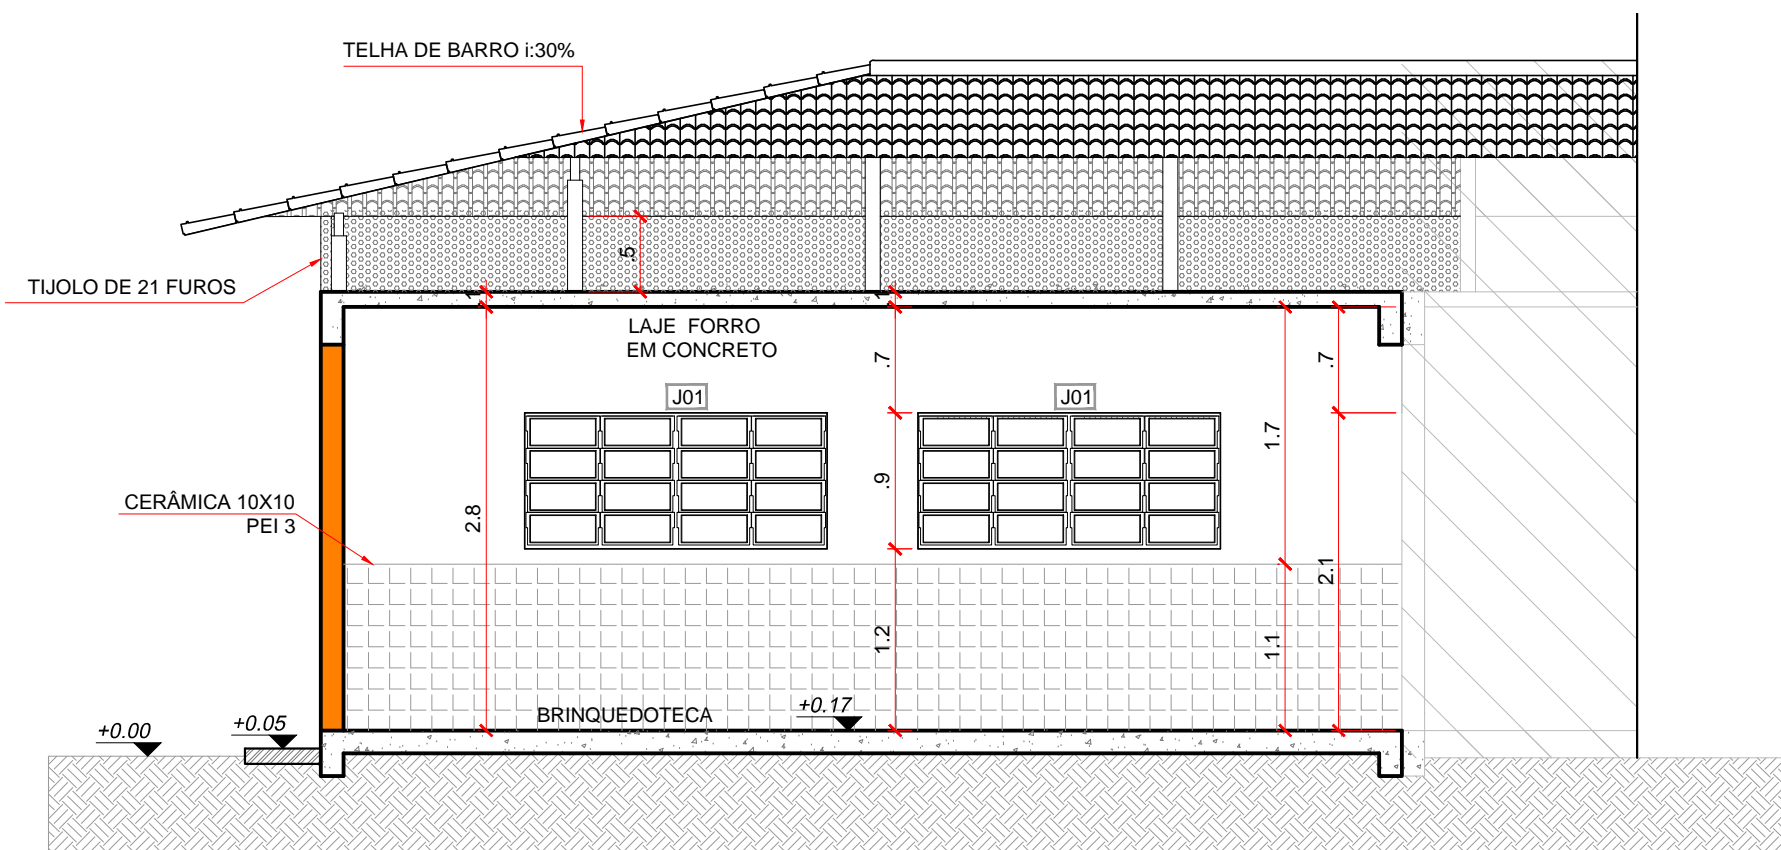 TELHA DE BARRO i:30%
TIJOLO DE 21 FUROS
.5
LAJE FORRO
EM CONCRETO
.7
.7
J01
J01
1.7
.9
CERÂMICA 10X10
PEI 3
2.8
2.1
1.2
1.1
BRINQUEDOTECA
+0.17
+0.05
+0.00